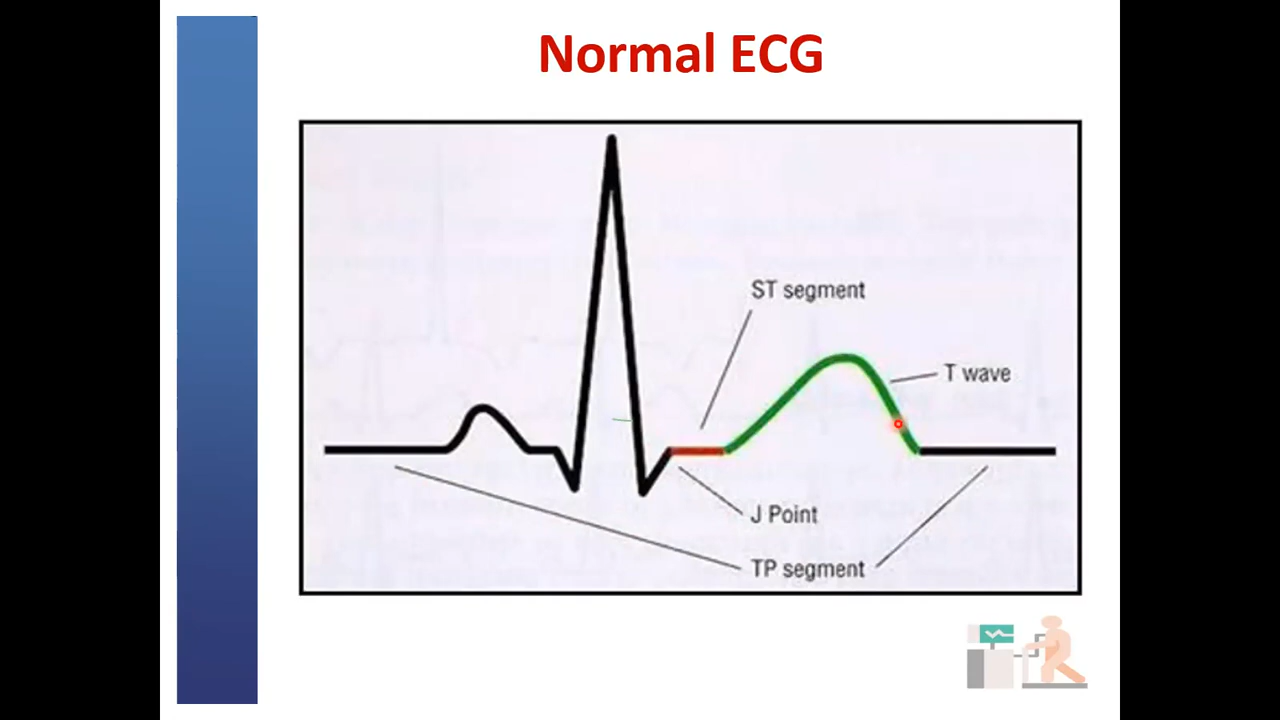 Normal ECG
ST segment
T wave
J Point
TP segment